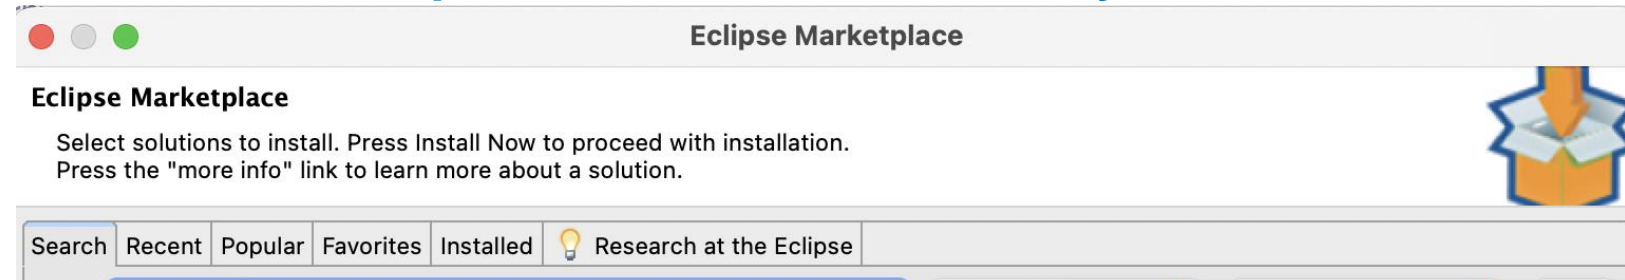 Eclipse Marketplace
Eclipse Marketplace
Select solutions to install. Press Install Now to proceed with installation.
Press the "more info" link to learn more about a solution.
Search Recent Popular Favorites Installed Research at the Eclipse